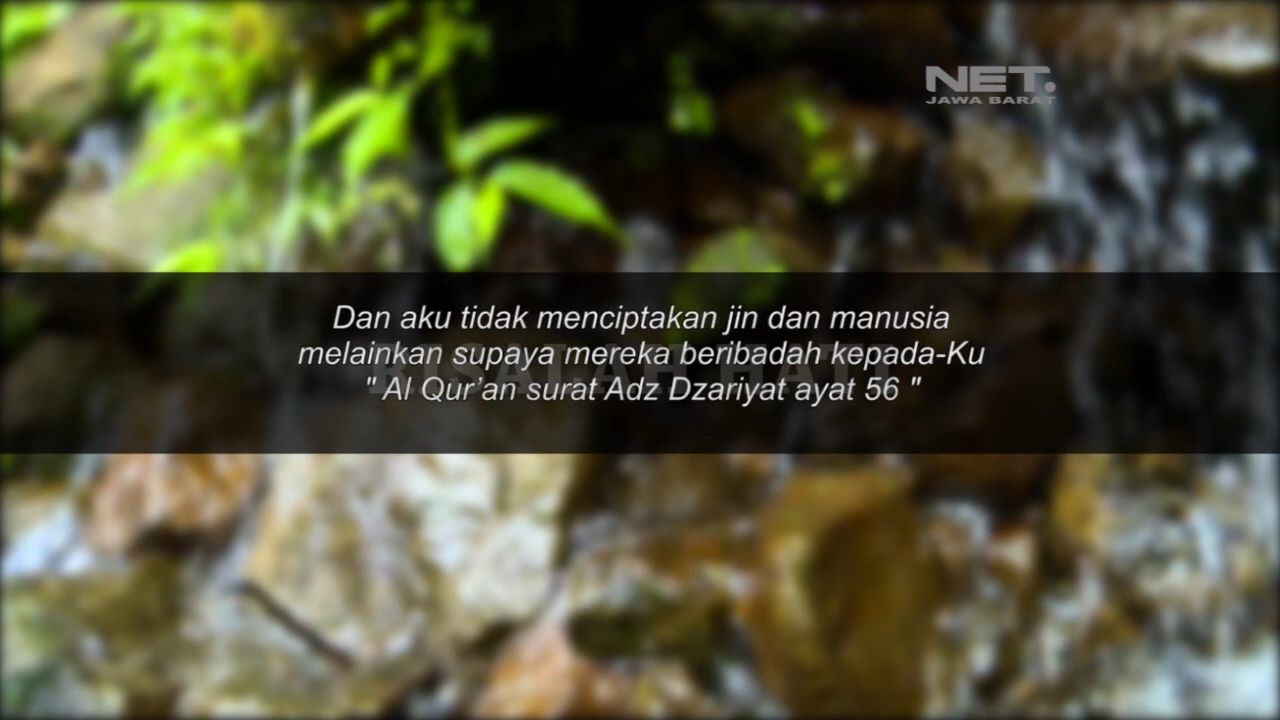 NET.
JAWA BARAT
Dan aku tidak menciptakan jin dan manusia
melainkan supaya mereka beribadah kepada-Ku
" Al Qur’an surat Adz Dzariyat ayat 56 "